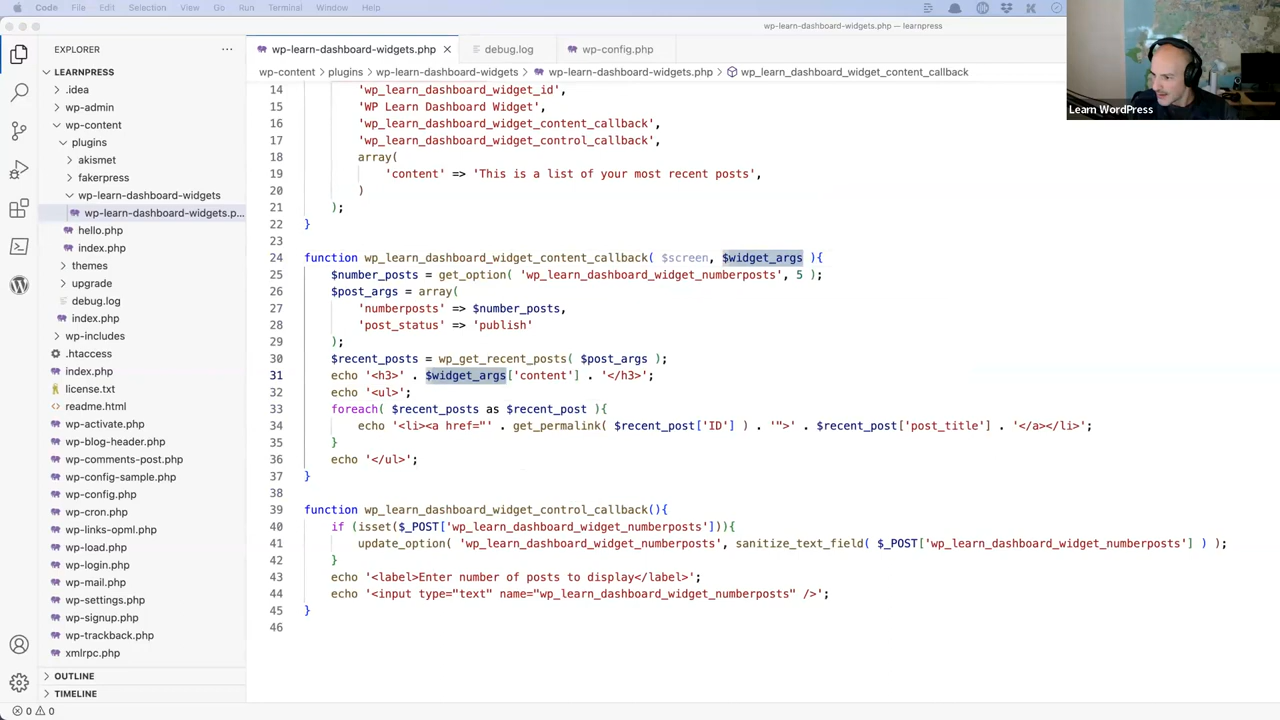 Code File Edit Selection View Go Run Terminal Window Help
wp-learn-dashboard-widgets.php — learnpress
EXPLORER
wp-learn-dashboard-widgets.php
debug.log
wp-config.php
LEARNPRESS
wp-content > plugins > wp-learn-dashboard-widgets > wp-learn-dashboard-widgets.php > wp_learn_dashboard_widget_content_callback
.idea
wp-admin
wp-content
plugins
akismet
fakerpress
wp-learn-dashboard-widgets
wp-learn-dashboard-widgets.p...
hello.php
index.php
themes
upgrade
debug.log
index.php
wp-includes
.htaccess
index.php
license.txt
readme.html
wp-activate.php
wp-blog-header.php
wp-comments-post.php
wp-config-sample.php
wp-config.php
wp-cron.php
wp-links-opml.php
wp-load.php
wp-login.php
wp-mail.php
wp-settings.php
wp-signup.php
wp-trackback.php
xmlrpc.php
OUTLINE
TIMELINE
0 0
14 'wp_learn_dashboard_widget_id',
15 'WP Learn Dashboard Widget',
16 'wp_learn_dashboard_widget_content_callback',
17 'wp_learn_dashboard_widget_control_callback',
18 array(
19 'content' => 'This is a list of your most recent posts',
20 )
21 );
22 }
23
24 function wp_learn_dashboard_widget_content_callback( $screen, $widget_args ){
25 $number_posts = get_option( 'wp_learn_dashboard_widget_numberposts', 5 );
26 $post_args = array(
27 'numberposts' => $number_posts,
28 'post_status' => 'publish'
29 );
30 $recent_posts = wp_get_recent_posts( $post_args );
31 echo '<h3>' . $widget_args['content'] . '</h3>';
32 echo '<ul>';
33 foreach( $recent_posts as $recent_post ){
34 echo '<li><a href="' . get_permalink( $recent_post['ID'] ) . '">' . $recent_post['post_title'] . '</a></li>';
35 }
36 echo '</ul>';
37 }
38
39 function wp_learn_dashboard_widget_control_callback(){
40 if (isset($_POST['wp_learn_dashboard_widget_numberposts'])){
41 update_option( 'wp_learn_dashboard_widget_numberposts', sanitize_text_field( $_POST['wp_learn_dashboard_widget_numberposts'] ) );
42 }
43 echo '<label>Enter number of posts to display</label>';
44 echo '<input type="text" name="wp_learn_dashboard_widget_numberposts" />';
45 }
46
Learn WordPress